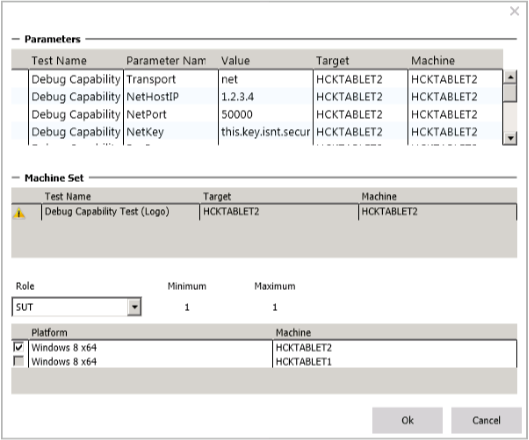 Parameters
Test Name Parameter Nam Value Target Machine
Debug Capability Transport net HCKTABLET2 HCKTABLET2
Debug Capability NetHostIP 1.2.3.4 HCKTABLET2 HCKTABLET2
Debug Capability NetPort 50000 HCKTABLET2 HCKTABLET2
Debug Capability NetKey this.key.isnt.secur HCKTABLET2 HCKTABLET2
Machine Set
Test Name Target Machine
Debug Capability Test (Logo) HCKTABLET2 HCKTABLET2
Role Minimum Maximum
SUT 1 1
Platform Machine
Windows 8 x64 HCKTABLET2
Windows 8 x64 HCKTABLET1
Ok Cancel